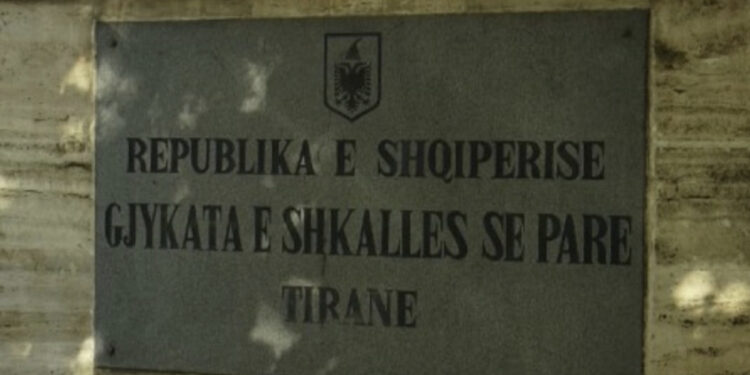 REPUBLIKA E SHQIPERISE
GJYKATA E SHKALLES SE PARE
TIRANE